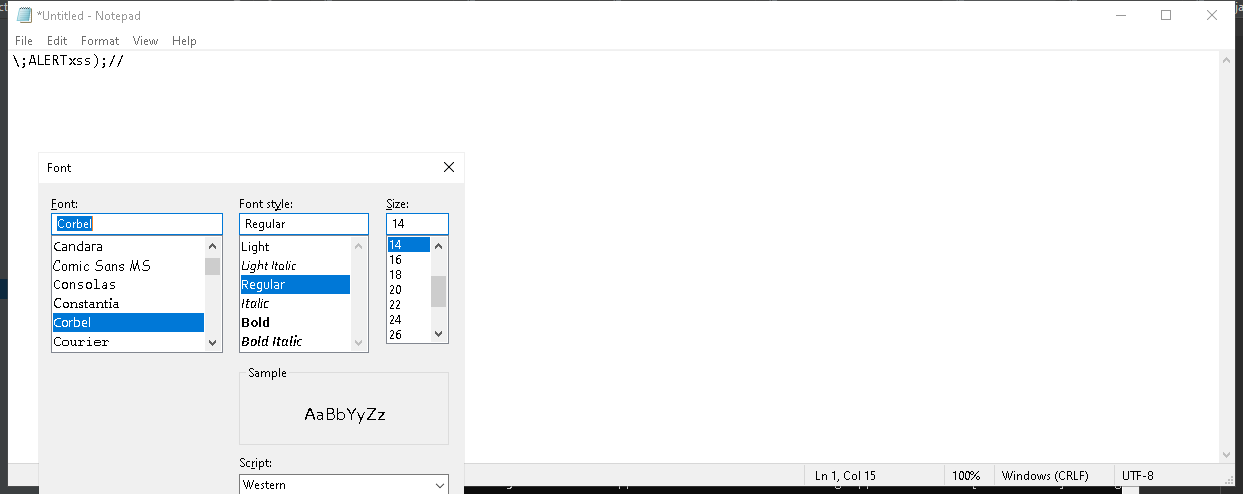 *Untitled - Notepad
File Edit Format View Help
\;ALERTxss);//
Font
Font: Font style: Size:
Corbel Regular 14
Candara
Comic Sans MS
Consolas
Constantia
Corbel
Courier
Light
Light Italic
Regular
Italic
Bold
Bold Italic
14
16
18
20
22
24
26
Sample
AaBbYyZz
Script:
Western
Ln 1, Col 15 100% Windows (CRLF) UTF-8